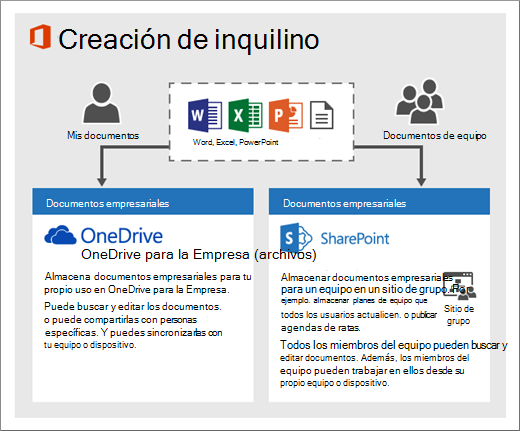 Creación de inquilino
Mis documentos
Word, Excel, PowerPoint
Documentos de equipo
Documentos empresariales
OneDrive
OneDrive para la Empresa (archivos)
Almacena documentos empresariales para tu
propio uso en OneDrive para la Empresa.
Puede buscar y editar los documentos.
o puede compartirlas con personas
específicas. Y puedes sincronizarlas con
tu equipo o dispositivo.
Documentos empresariales
SharePoint
Almacenar documentos empresariales
para un equipo en un sitio de grupo. Por
ejemplo. almacenar planes de equipo que
todos los usuarios actualicen. o publicar
agendas de ratas.
Sitio de
grupo
Todos los miembros del equipo pueden buscar y
editar documentos. Además, los miembros del
equipo pueden trabajar en ellos desde su
propio equipo o dispositivo.